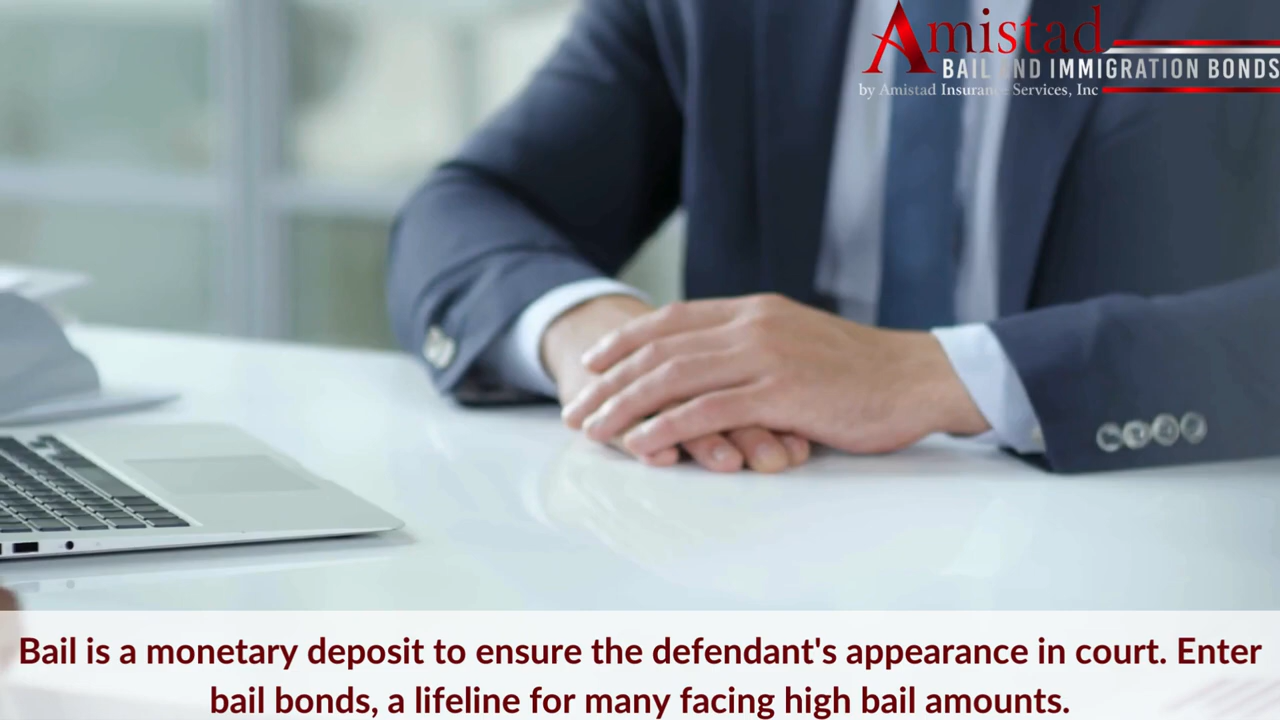 Amistad
BAIL AND IMMIGRATION BONDS
by Amistad Insurance Services, Inc
Bail is a monetary deposit to ensure the defendant's appearance in court. Enter
bail bonds, a lifeline for many facing high bail amounts.